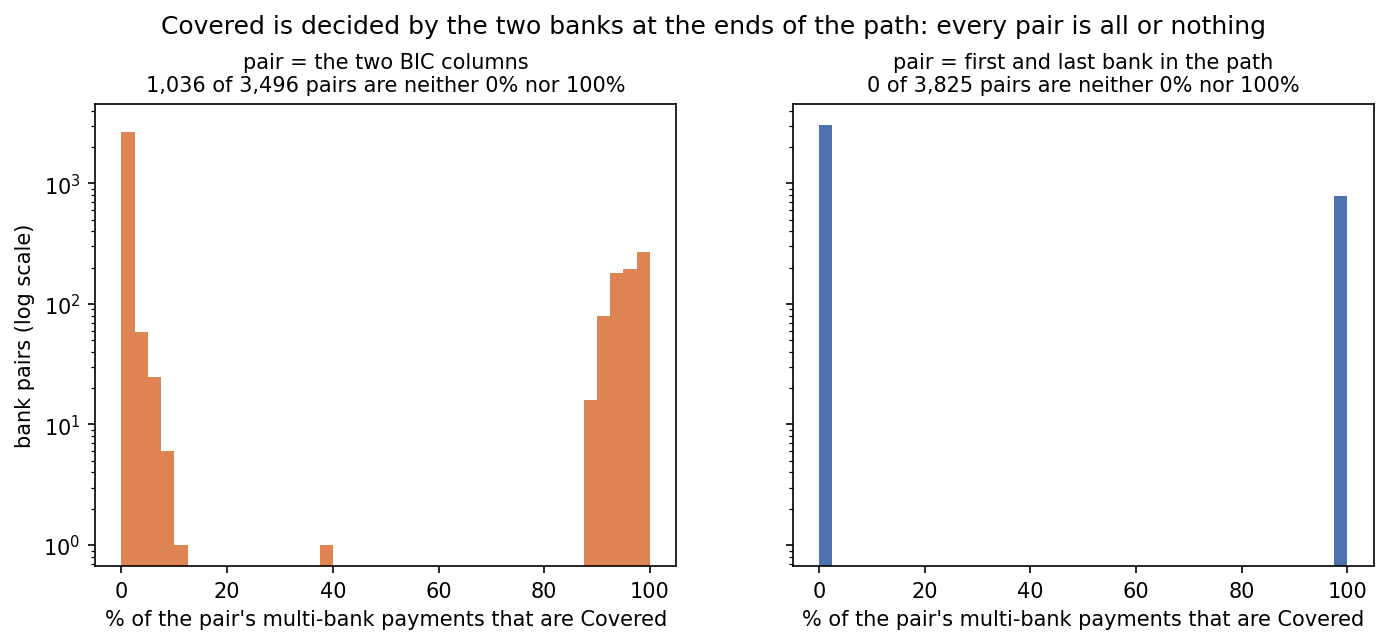 Covered is decided by the two banks at the ends of the path: every pair is all or nothing
pair = the two BIC columns
1,036 of 3,496 pairs are neither 0% nor 100%
pair = first and last bank in the path
0 of 3,825 pairs are neither 0% nor 100%
bank pairs (log scale)
10³
10²
10¹
10⁰
0 20 40 60 80 100
% of the pair's multi-bank payments that are Covered
0 20 40 60 80 100
% of the pair's multi-bank payments that are Covered